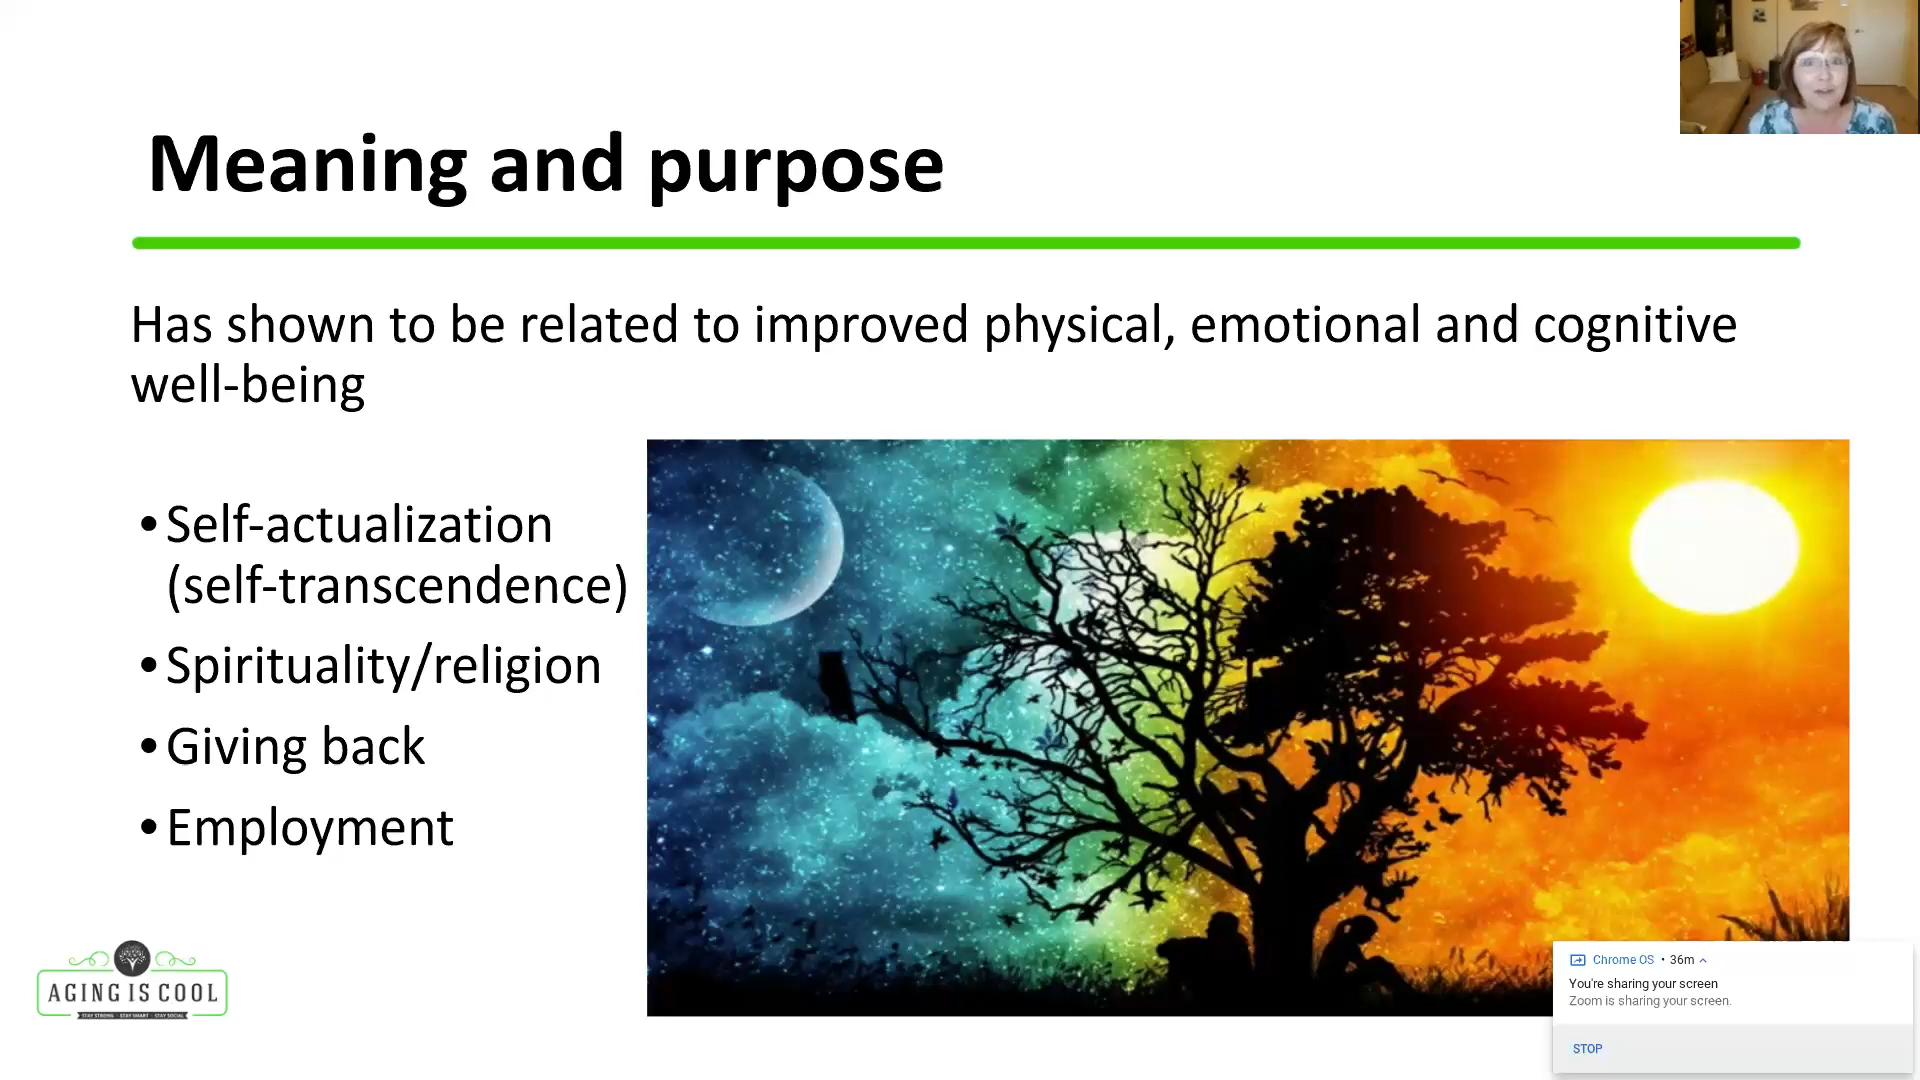 Meaning and purpose
Has shown to be related to improved physical, emotional and cognitive
well-being
•Self-actualization
(self-transcendence)
•Spirituality/religion
•Giving back
•Employment
AGING IS COOL
STAY STRONG · STAY SMART · STAY SOCIAL
Chrome OS • 36m
You're sharing your screen
Zoom is sharing your screen.
STOP